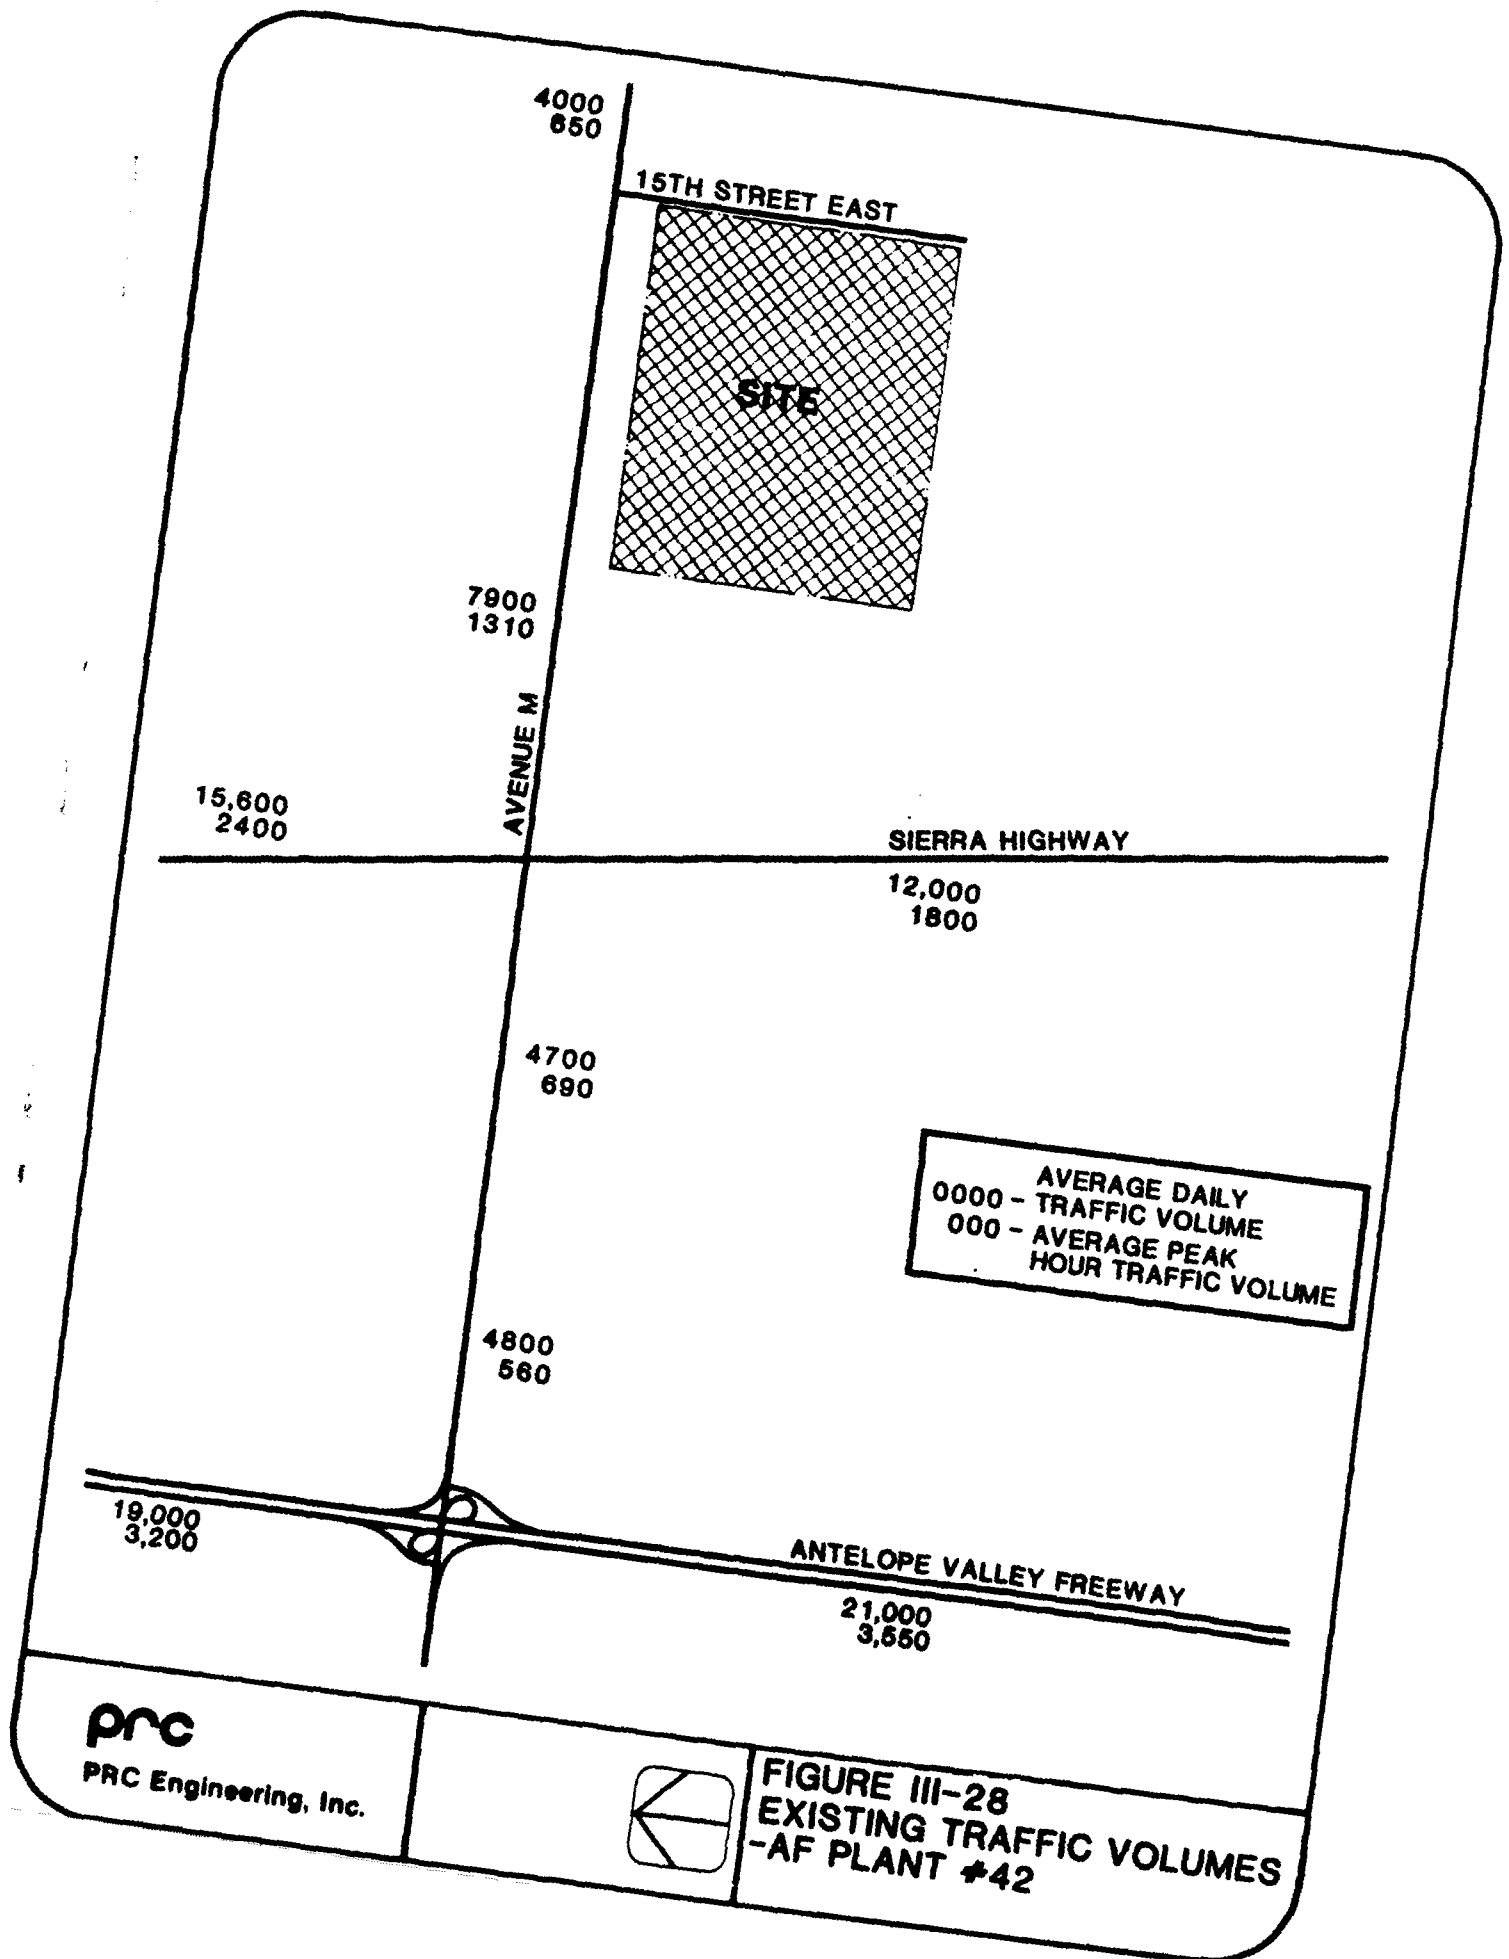 4000
650
15TH STREET EAST
SITE
7900
1310
AVENUE M
15,600
2400
SIERRA HIGHWAY
12,000
1800
4700
690
AVERAGE DAILY
0000 - TRAFFIC VOLUME
000 - AVERAGE PEAK
HOUR TRAFFIC VOLUME
4800
560
19,000
3,200
ANTELOPE VALLEY FREEWAY
21,000
3,550
prc
PRC Engineering, Inc.
FIGURE III-28
EXISTING TRAFFIC VOLUMES
-AF PLANT #42